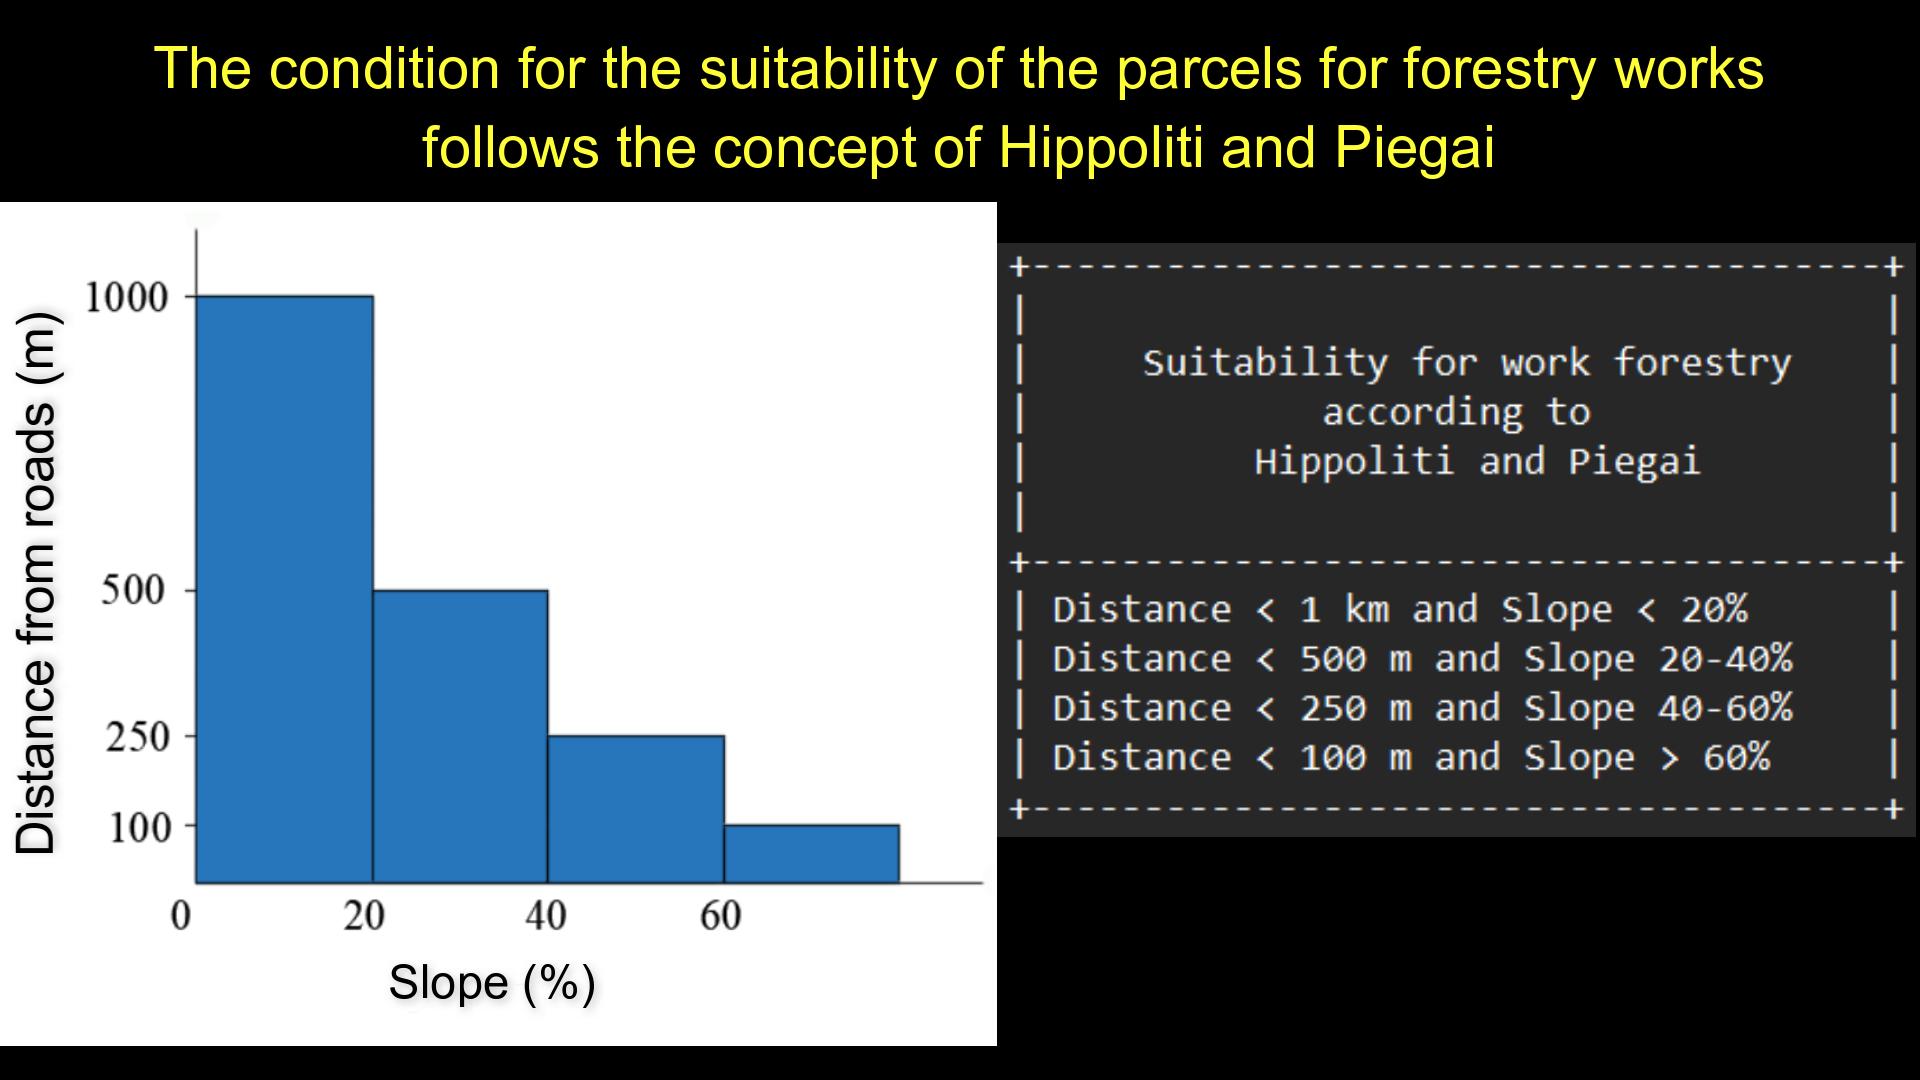 The condition for the suitability of the parcels for forestry works
follows the concept of Hippoliti and Piegai
Distance from roads (m)
1000
500
250
100
0 20 40 60
Slope (%)
+--------------------------------------+
| |
| Suitability for work forestry |
| according to |
| Hippoliti and Piegai |
| |
+--------------------------------------+
| Distance < 1 km and Slope < 20% |
| Distance < 500 m and Slope 20-40% |
| Distance < 250 m and Slope 40-60% |
| Distance < 100 m and Slope > 60% |
+--------------------------------------+